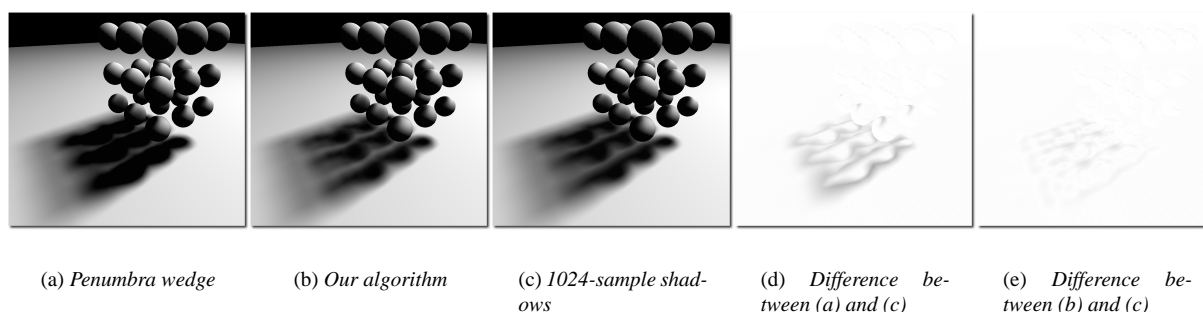 (a) Penumbra wedge
(b) Our algorithm
(c) 1024-sample shad-
ows
(d) Difference be-
tween (a) and (c)
(e) Difference be-
tween (b) and (c)